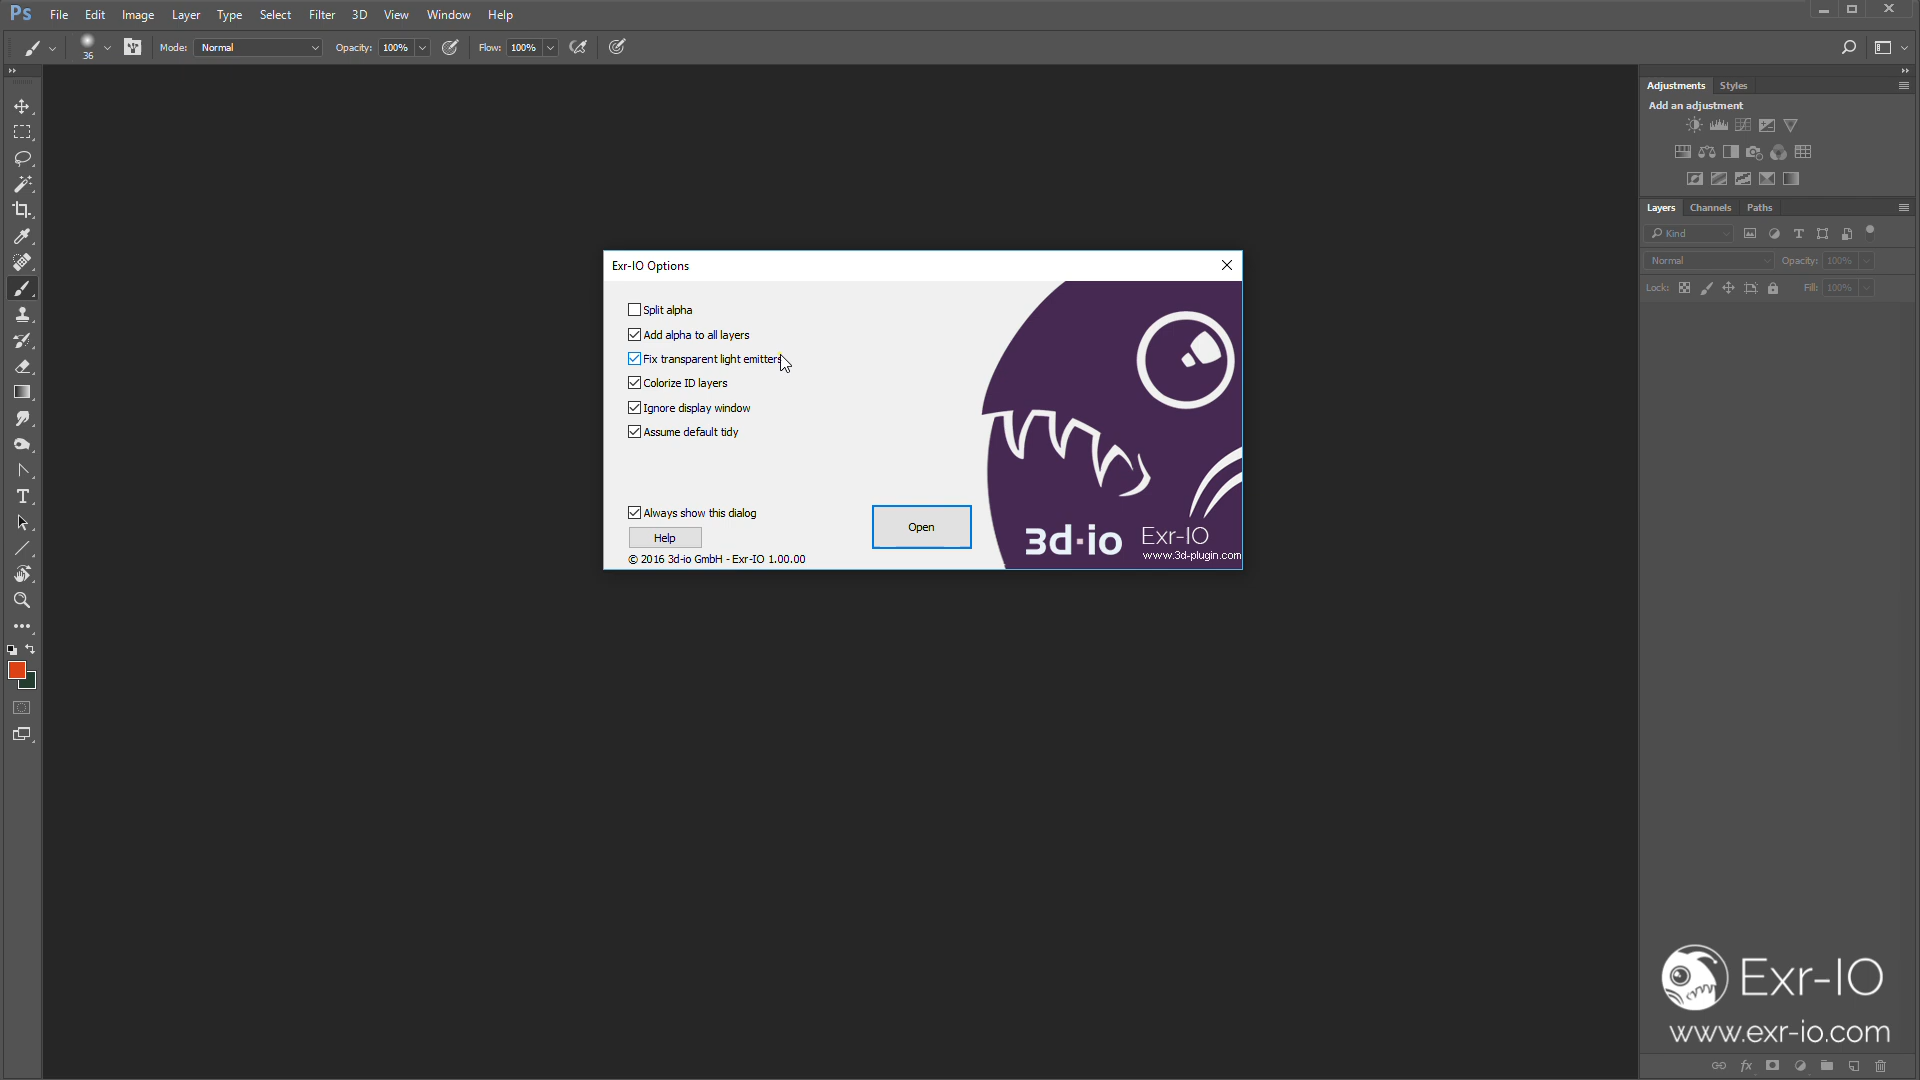 Ps File Edit Image Layer Type Select Filter 3D View Window Help
36 Mode: Normal Opacity: 100% Flow: 100%
Adjustments Styles
Add an adjustment
Layers Channels Paths
Kind
Normal Opacity: 100%
Lock: Fill: 100%
Exr-IO Options
Split alpha
Add alpha to all layers
Fix transparent light emitters
Colorize ID layers
Ignore display window
Assume default tidy
Always show this dialog
Open
Help
© 2016 3d-io GmbH - Exr-IO 1.00.00
3d·io Exr-IO
www.3d-plugin.com
Exr-IO
www.exr-io.com
fx